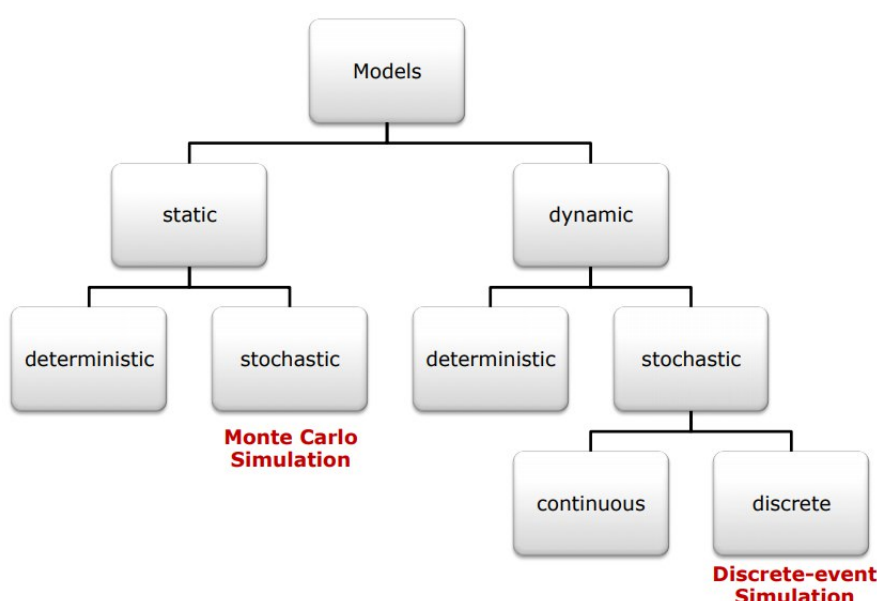 Models
static
dynamic
deterministic
stochastic
deterministic
stochastic
Monte Carlo
Simulation
continuous
discrete
Discrete-event
Simulation